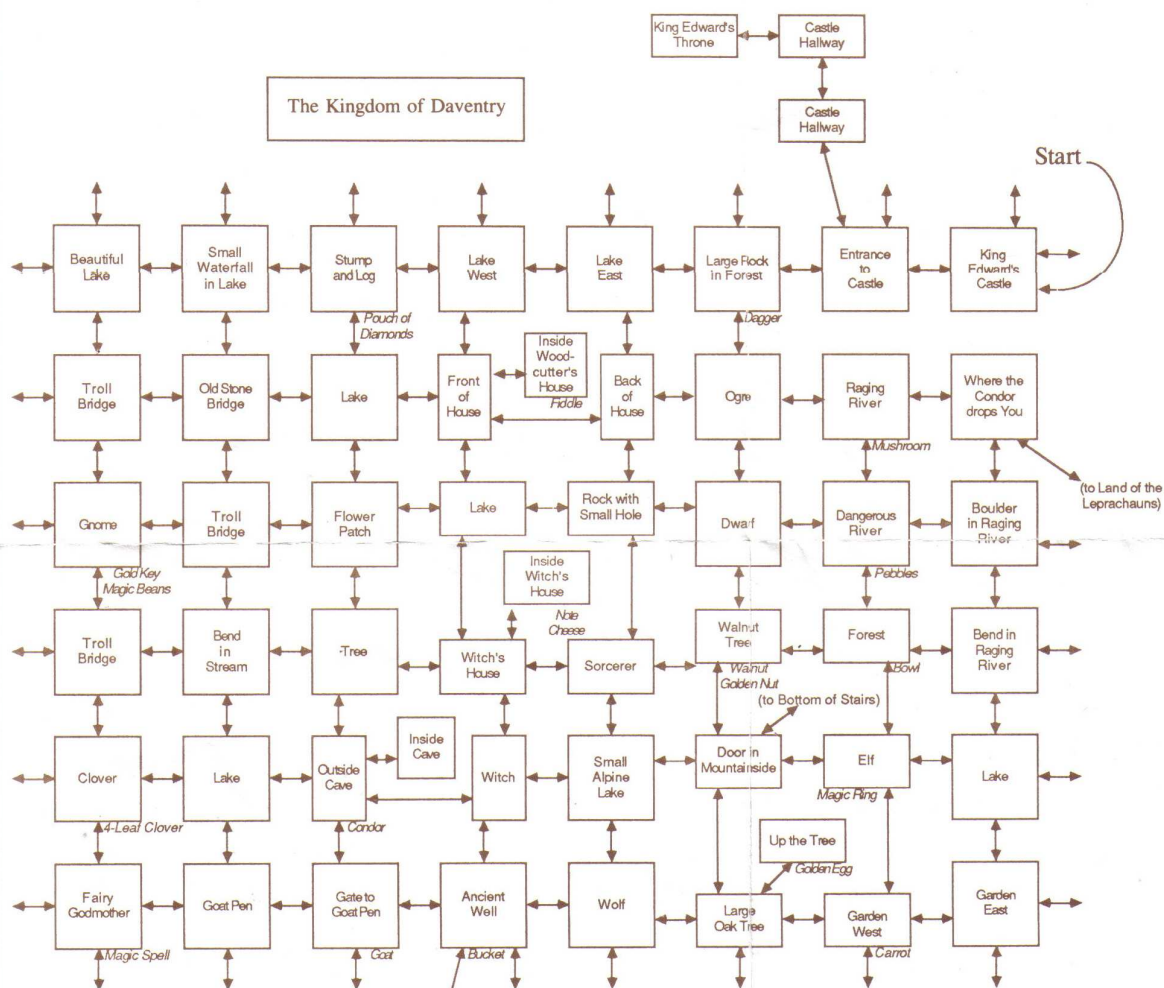 King Edward's
Throne
Castle
Hallway
The Kingdom of Daventry
Castle
Hallway
Start
Beautiful
Lake
Small
Waterfall
in Lake
Stump
and Log
Lake
West
Lake
East
Large Rock
in Forest
Entrance
to
Castle
King
Edward's
Castle
Pouch of
Diamonds
Dagger
Troll
Bridge
Old Stone
Bridge
Lake
Front
of
House
Inside
Wood-
cutter's
House
Fiddle
Back
of
House
Ogre
Raging
River
Where the
Condor
drops You
Mushroom
(to Land of the
Leprechauns)
Gnome
Troll
Bridge
Flower
Patch
Lake
Rock with
Small Hole
Dwarf
Dangerous
River
Boulder
in Raging
River
Gold Key
Magic Beans
Inside
Witch's
House
Note
Cheese
Pebbles
Troll
Bridge
Bend
in
Stream
-Tree
Witch's
House
Sorcerer
Walnut
Tree
Forest
Bend in
Raging
River
Walnut
Golden Nut
Bowl
(to Bottom of Stairs)
Clover
Lake
Outside
Cave
Inside
Cave
Witch
Small
Alpine
Lake
Door in
Mountainside
Elf
Lake
4-Leaf Clover
Condor
Magic Ring
Up the Tree
Golden Egg
Fairy
Godmother
Goat Pen
Gate to
Goat Pen
Ancient
Well
Wolf
Large
Oak Tree
Garden
West
Garden
East
Magic Spell
Goat
Bucket
Carrot